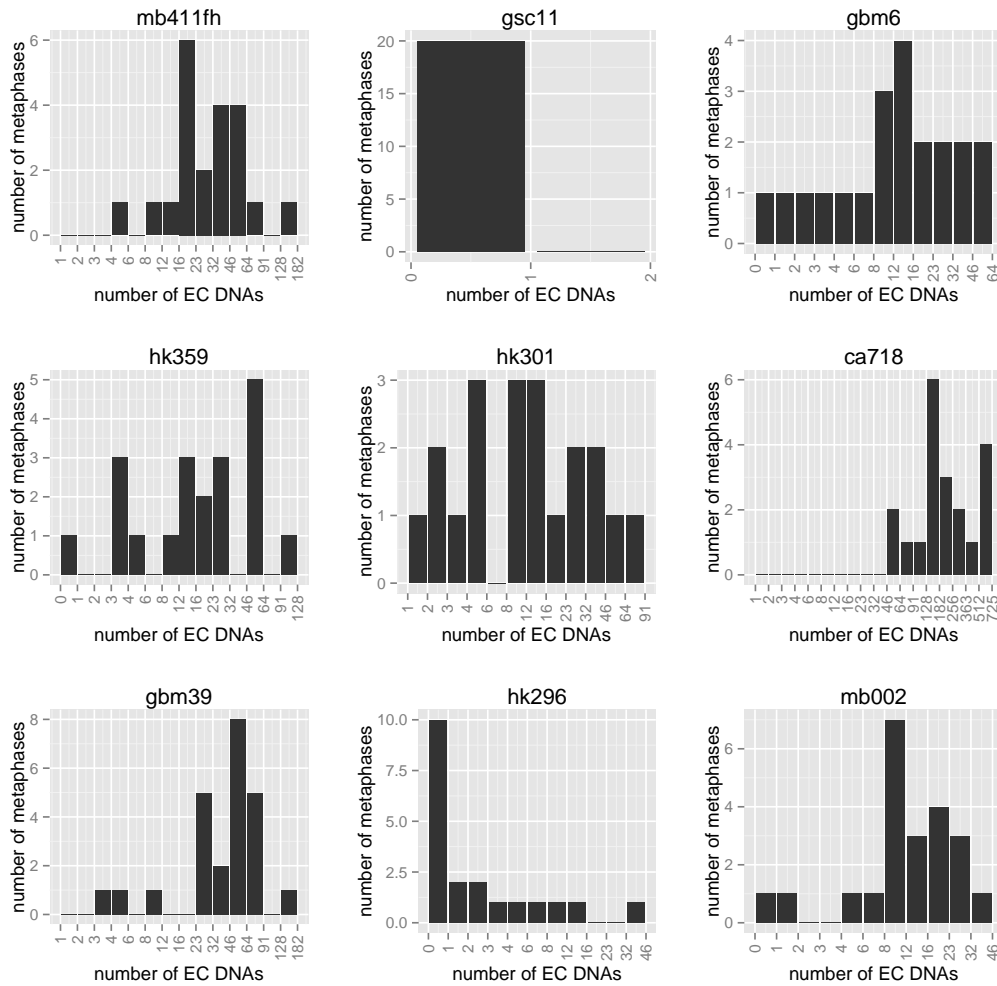 mb411fh
number of metaphases
6
4
2
0
1 2 3 4 6 8 12 16 23 32 46 64 91 128 182
number of EC DNAs
gsc11
number of metaphases
20
15
10
5
0
0 1 2
number of EC DNAs
gbm6
number of metaphases
4
3
2
1
0
0 1 2 3 4 6 8 12 16 23 32 46 64
number of EC DNAs
hk359
number of metaphases
5
4
3
2
1
0
0 1 2 3 4 6 8 12 16 23 32 46 64 91 128
number of EC DNAs
hk301
number of metaphases
3
2
1
0
1 2 3 4 6 8 12 16 23 32 46 64 91
number of EC DNAs
ca718
number of metaphases
6
4
2
0
1 2 3 4 6 8 12 16 23 32 46 64 91 128 182 256 363 512 725
number of EC DNAs
gbm39
number of metaphases
8
6
4
2
0
1 2 3 4 6 8 12 16 23 32 46 64 91 128 182
number of EC DNAs
hk296
number of metaphases
10.0
7.5
5.0
2.5
0.0
0 1 2 3 4 6 8 12 16 23 32 46
number of EC DNAs
mb002
number of metaphases
6
4
2
0
0 1 2 3 4 6 8 12 16 23 32 46
number of EC DNAs